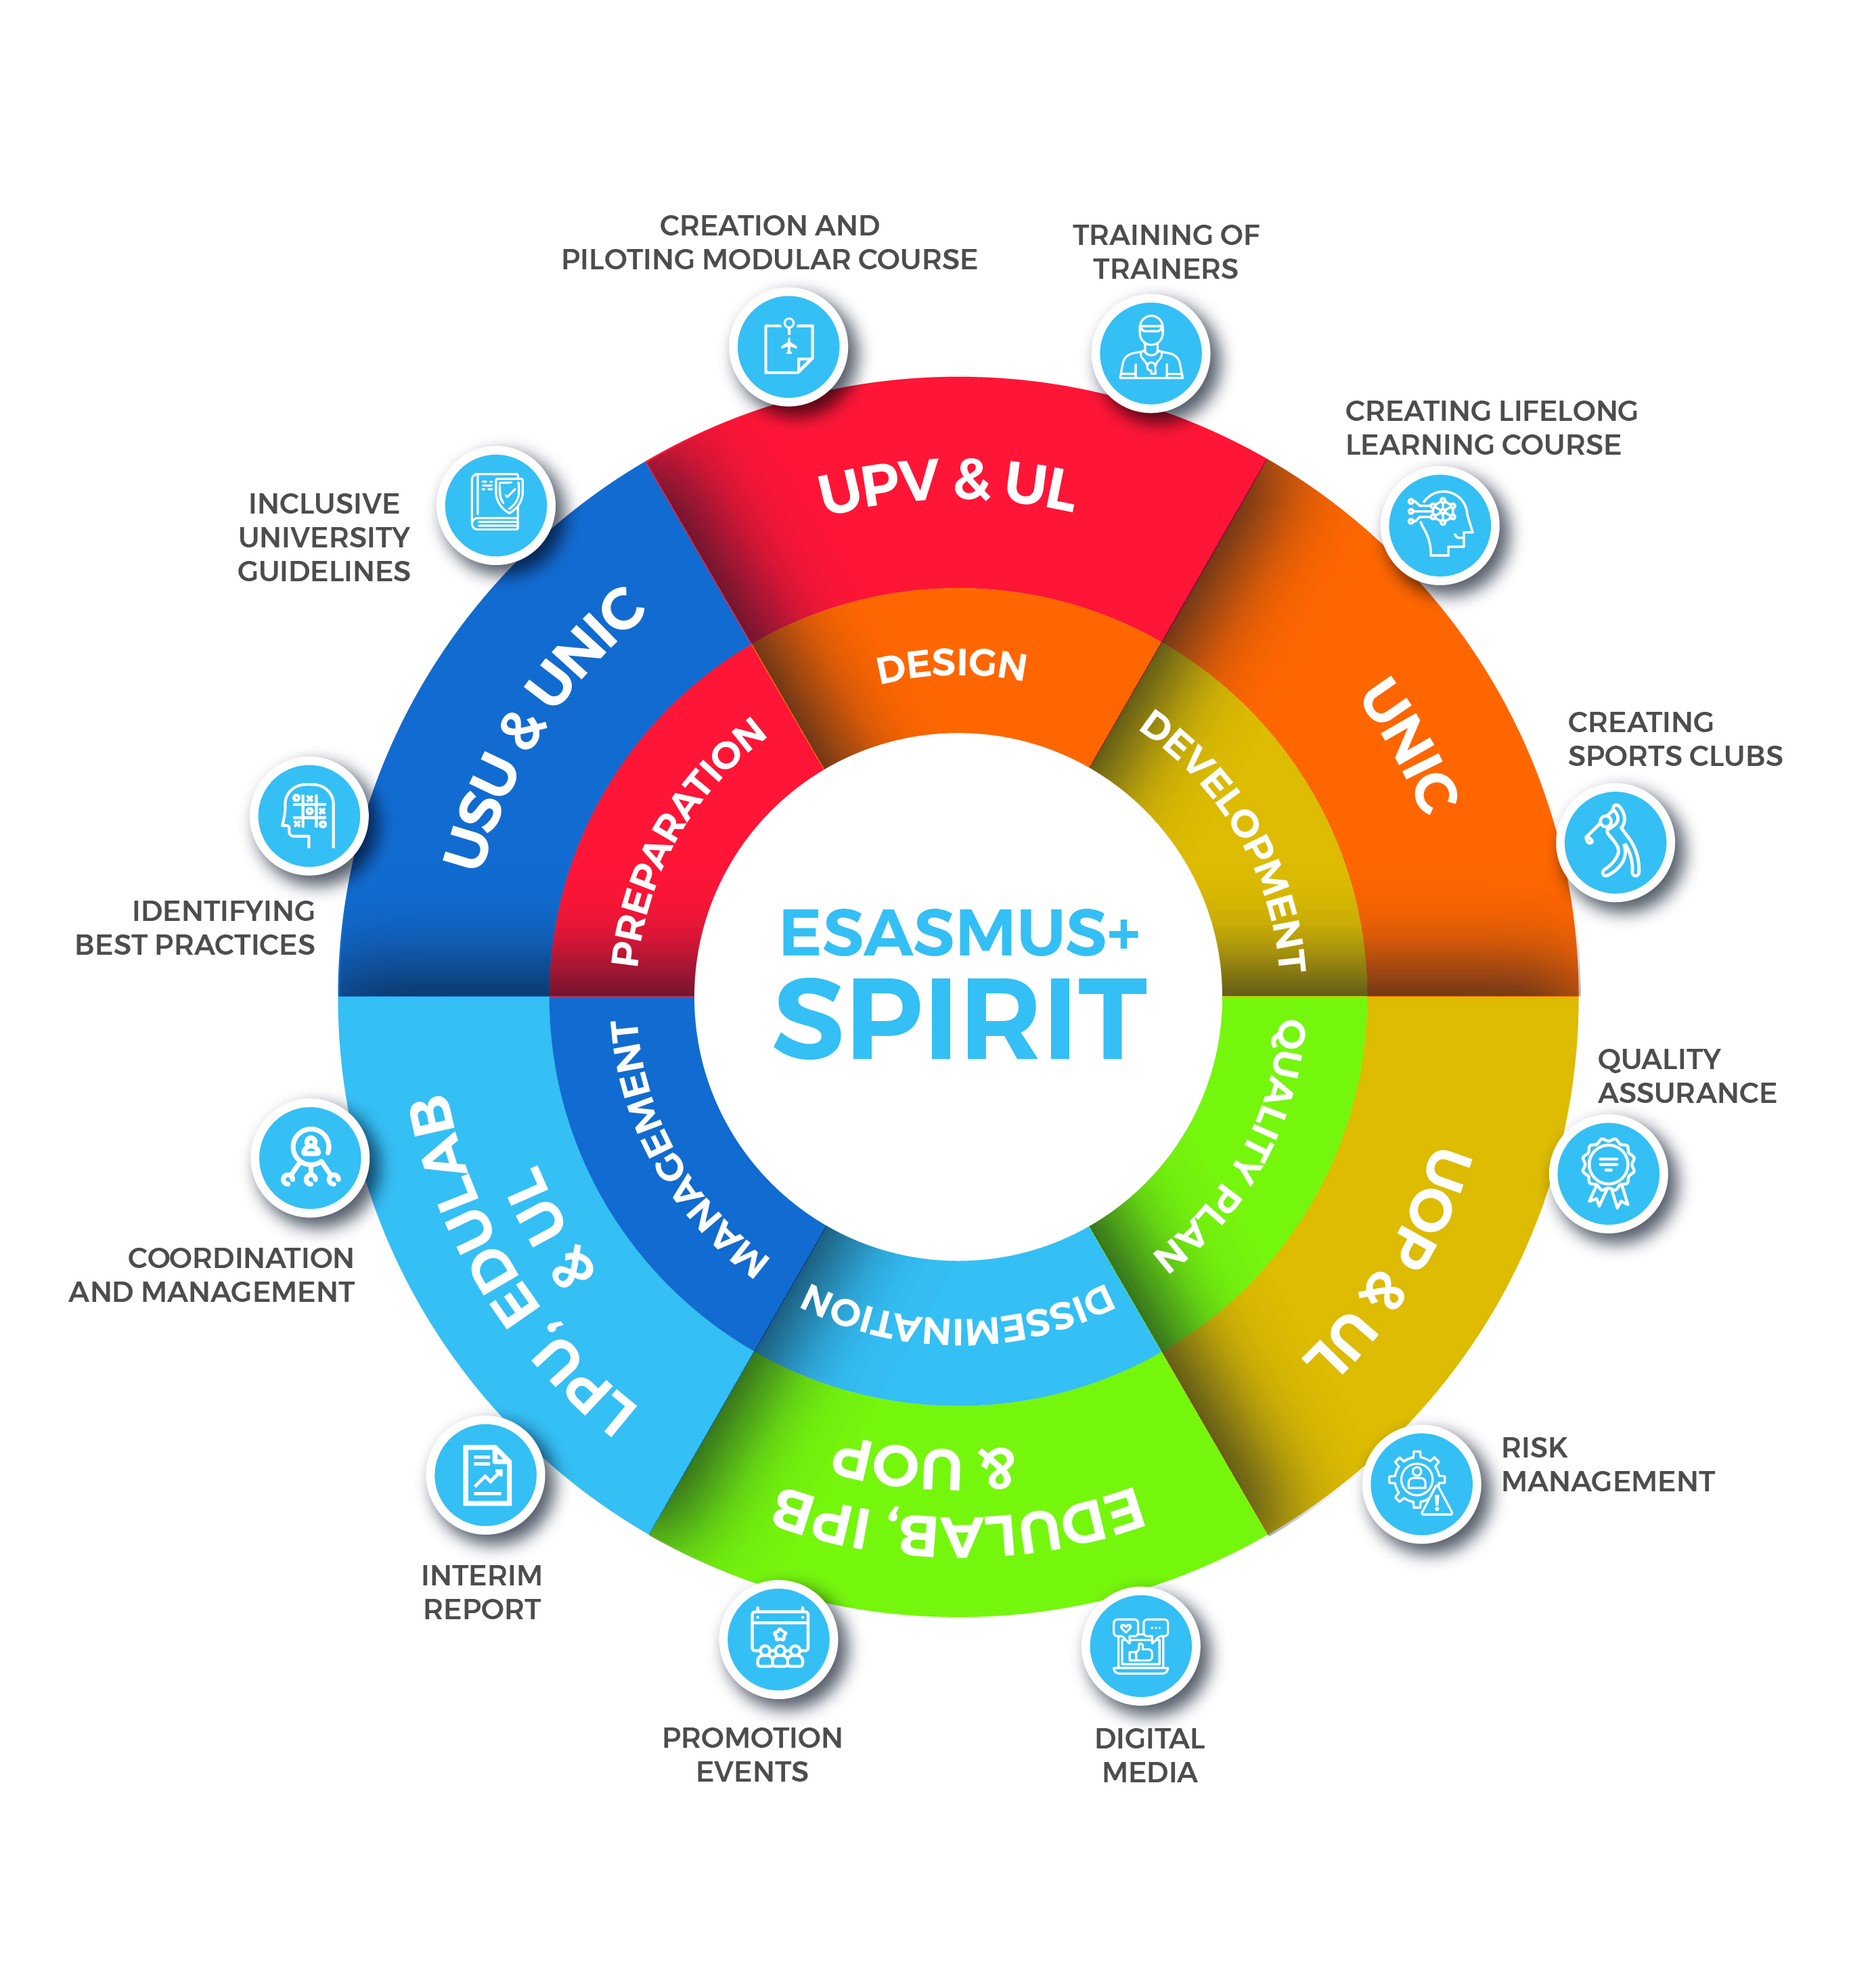 CREATION AND
PILOTING MODULAR COURSE
TRAINING OF
TRAINERS
CREATING LIFELONG
LEARNING COURSE
INCLUSIVE
UNIVERSITY
GUIDELINES
CREATING
SPORTS CLUBS
IDENTIFYING
BEST PRACTICES
QUALITY
ASSURANCE
COORDINATION
AND MANAGEMENT
RISK
MANAGEMENT
INTERIM
REPORT
PROMOTION
EVENTS
DIGITAL
MEDIA
UPV & UL
UNIC
UOP & UL
EDULAB, IPB
& UOP
LPU, EDULAB
& UL
USU & UNIC
DESIGN
DEVELOPMENT
QUALITY PLAN
DISSEMINATION
MANAGEMENT
PREPARATION
ESASMUS+
SPIRIT